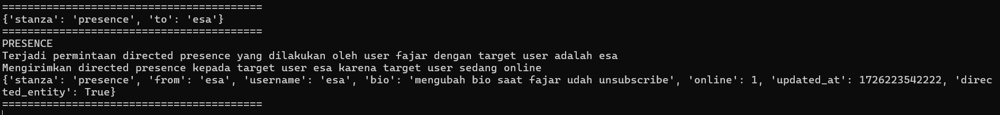 =========================================
{'stanza': 'presence', 'to': 'esa'}
=========================================
PRESENCE
Terjadi permintaan directed presence yang dilakukan oleh user fajar dengan target user adalah esa
Mengirimkan directed presence kepada target user esa karena target user sedang online
{'stanza': 'presence', 'from': 'esa', 'username': 'esa', 'bio': 'mengubah bio saat fajar udah unsubscribe', 'online': 1, 'updated_at': 1726223542222, 'direc
ted_entity': True}
=========================================